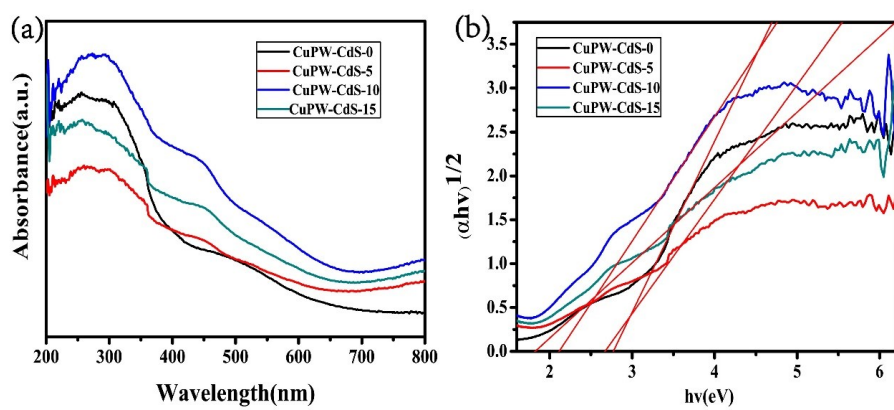 (a)
CuPW-CdS-0
CuPW-CdS-5
CuPW-CdS-10
CuPW-CdS-15
Absorbance(a.u.)
200 300 400 500 600 700 800
Wavelength(nm)
(b)
CuPW-CdS-0
CuPW-CdS-5
CuPW-CdS-10
CuPW-CdS-15
(αhν)1/2
3.5
3.0
2.5
2.0
1.5
1.0
0.5
0.0
2 3 4 5 6
hν(eV)